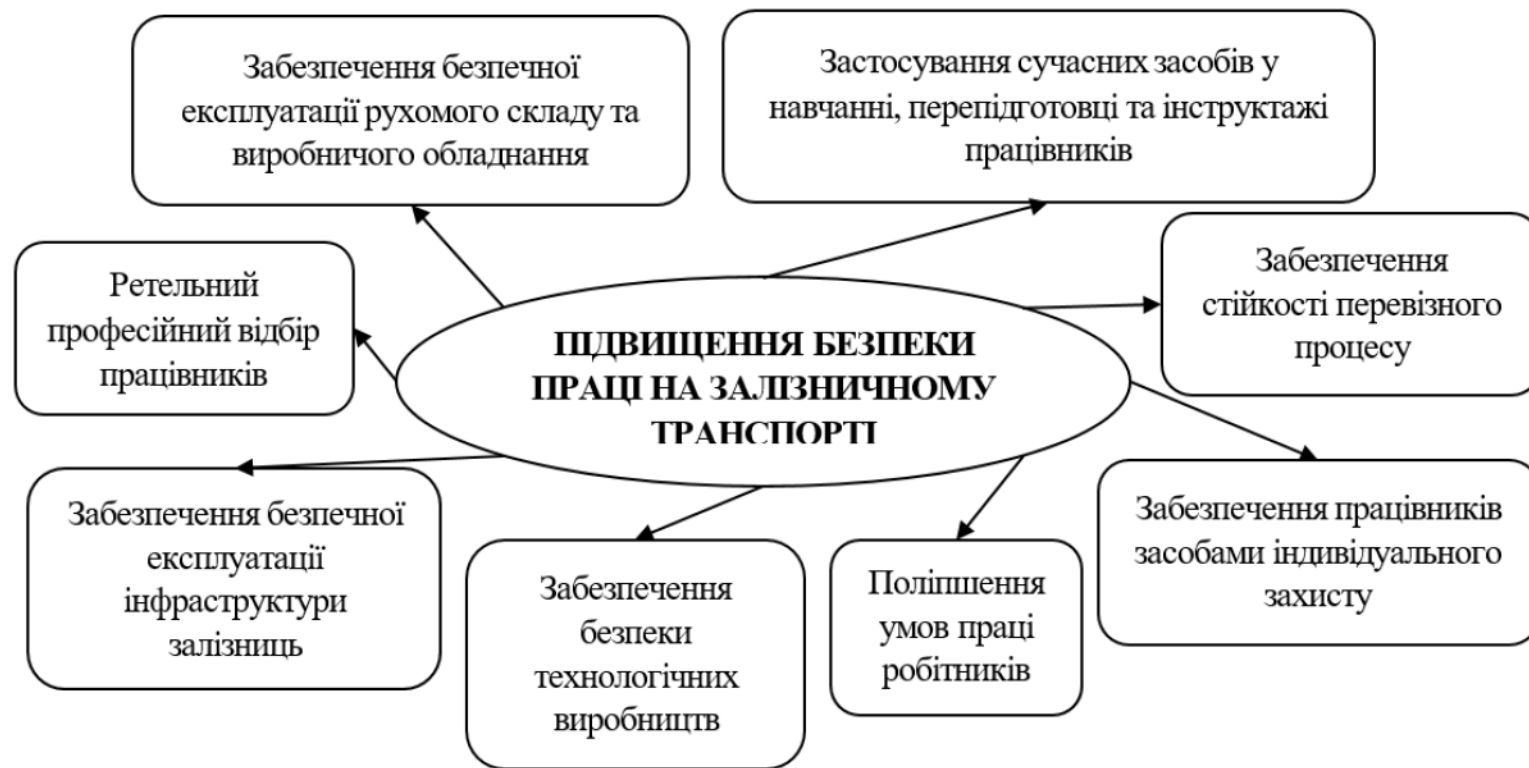 Забезпечення безпечної
експлуатації рухомого складу та
виробничого обладнання
Застосування сучасних засобів у
навчанні, перепідготовці та інструктажі
працівників
Ретельний
професійний відбір
працівників
ПІДВИЩЕННЯ БЕЗПЕКИ
ПРАЦІ НА ЗАЛІЗНИЧНОМУ
ТРАНСПОРТІ
Забезпечення
стійкості перевізного
процесу
Забезпечення безпечної
експлуатації
інфраструктури
залізниць
Забезпечення
безпеки
технологічних
виробництв
Поліпшення
умов праці
робітників
Забезпечення працівників
засобами індивідуального
захисту